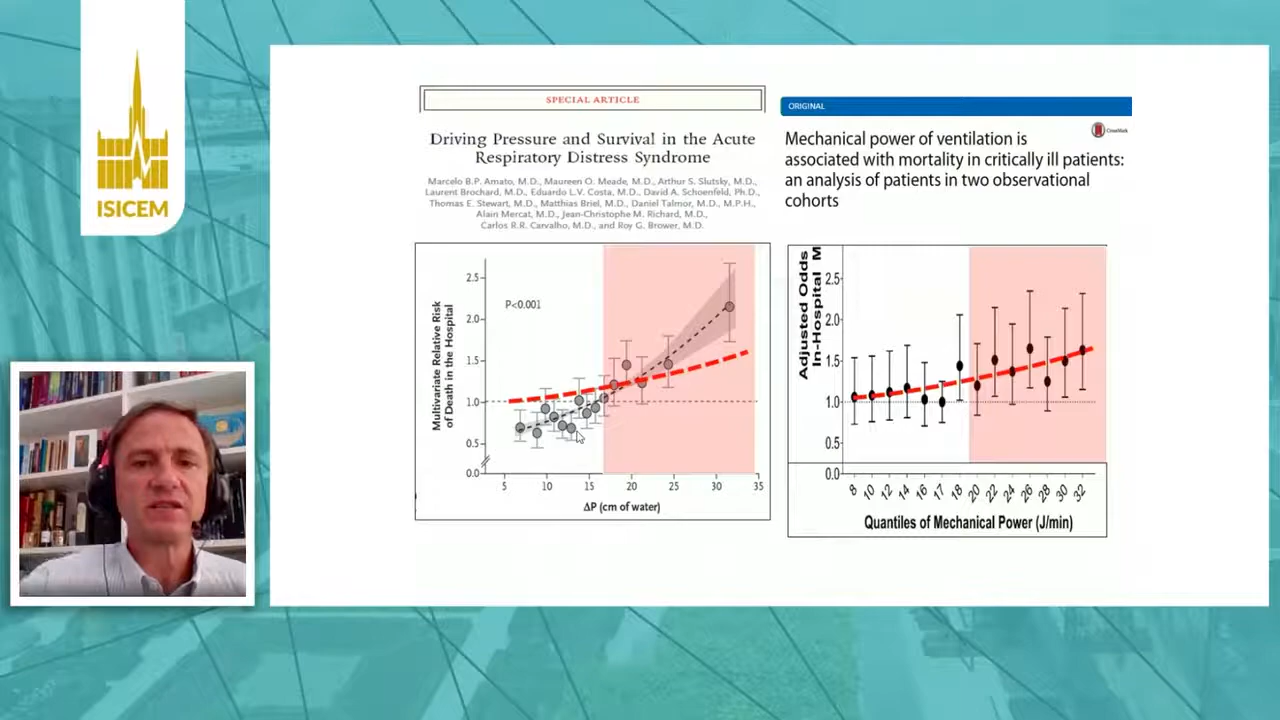 ISICEM
SPECIAL ARTICLE
Driving Pressure and Survival in the Acute
Respiratory Distress Syndrome
Marcelo B.P. Amato, M.D., Maureen O. Meade, M.D., Arthur S. Slutsky, M.D.,
Laurent Brochard, M.D., Eduardo L.V. Costa, M.D., David A. Schoenfeld, Ph.D.,
Thomas E. Stewart, M.D., Matthias Briel, M.D., Daniel Talmor, M.D., M.P.H.,
Alain Mercat, M.D., Jean-Christophe M. Richard, M.D.,
Carlos R.R. Carvalho, M.D., and Roy G. Brower, M.D.
Multivariate Relative Risk
of Death in the Hospital
2.5
2.0
1.5
1.0
0.5
0.0
P<0.001
5 10 15 20 25 30 35
ΔP (cm of water)
ORIGINAL
CrossMark
Mechanical power of ventilation is
associated with mortality in critically ill patients:
an analysis of patients in two observational
cohorts
Adjusted Odds
In-Hospital M
2.5
2.0
1.5
1.0
0.5
0.0
8 10 12 14 16 17 18 20 22 24 26 28 30 32
Quantiles of Mechanical Power (J/min)